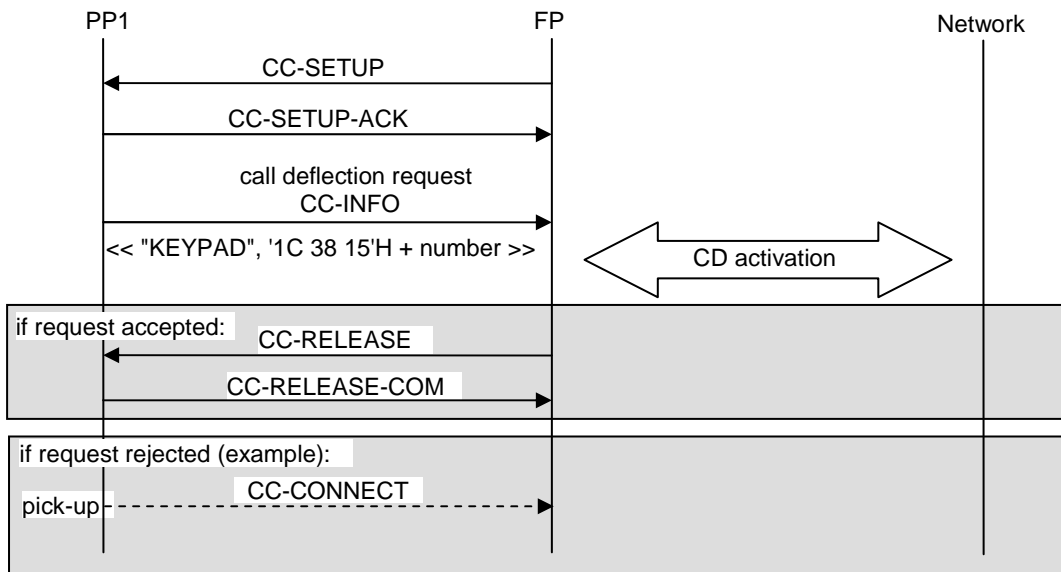 PP1
FP
Network
CC-SETUP
CC-SETUP-ACK
call deflection request
CC-INFO
<< "KEYPAD", '1C 38 15'H + number >>
CD activation
if request accepted:
CC-RELEASE
CC-RELEASE-COM
if request rejected (example):
CC-CONNECT
pick-up